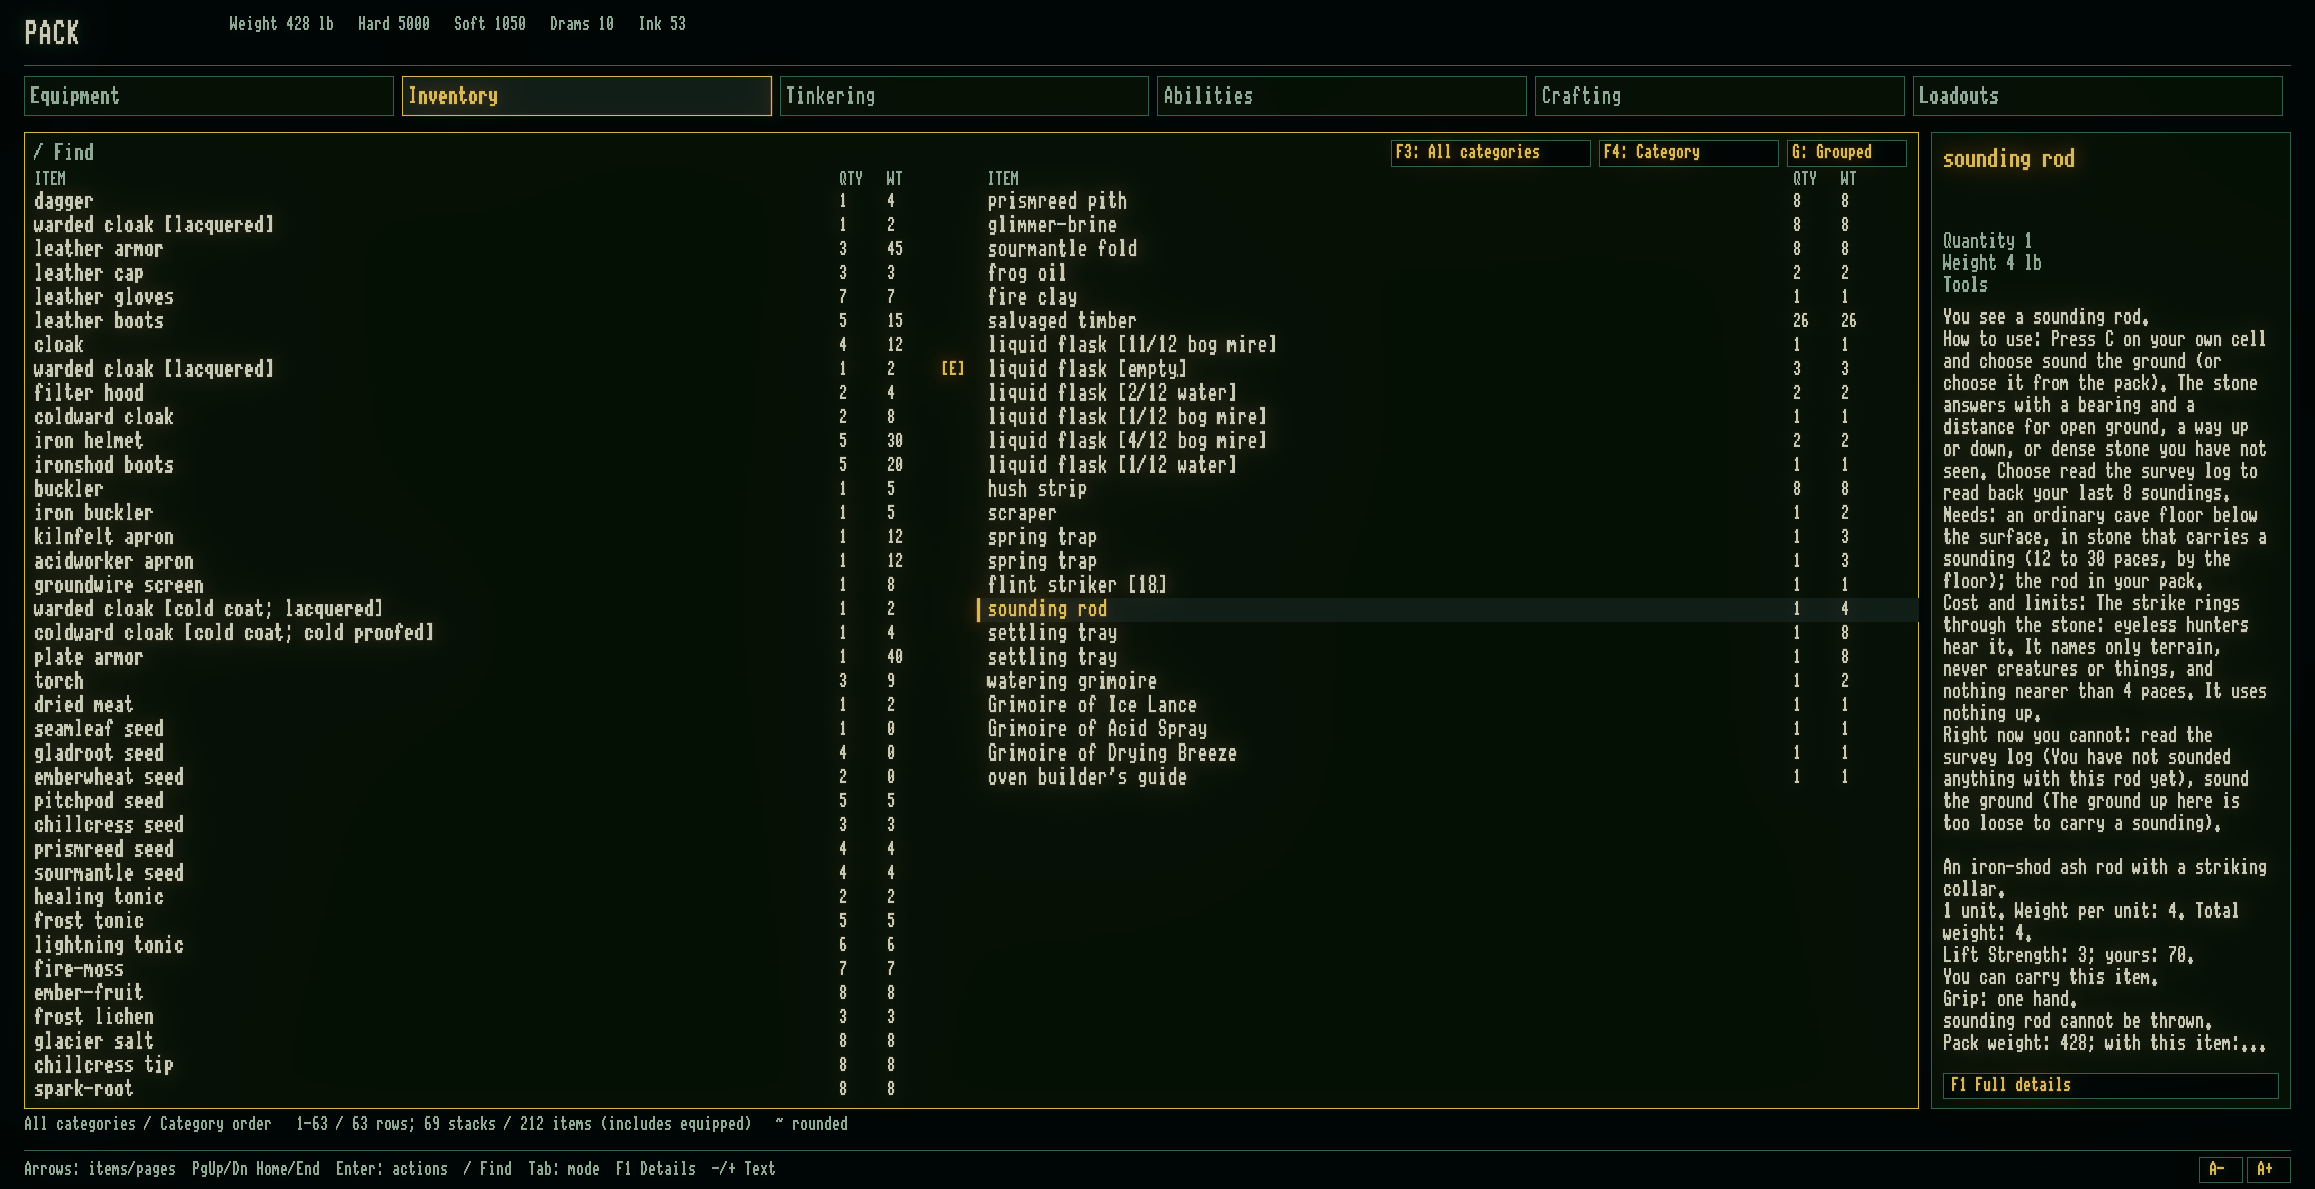 PACK
Weight 428 lb Hard 5000 Soft 1050 Drams 10 Ink 53
Equipment
Inventory
Tinkering
Abilities
Crafting
Loadouts
/ Find
F3: All categories
F4: Category
G: Grouped
ITEM QTY WT
dagger 1 4
warded cloak [lacquered] 1 2
leather armor 3 45
leather cap 3 3
leather gloves 7 7
leather boots 5 15
cloak 4 12
warded cloak [lacquered] 1 2 [E]
filter hood 2 4
coldward cloak 2 8
iron helmet 5 30
ironshod boots 5 20
buckler 1 5
iron buckler 1 5
kilnfelt apron 1 12
acidworker apron 1 12
groundwire screen 1 8
warded cloak [cold coat; lacquered] 1 2
coldward cloak [cold coat; cold proofed] 1 4
plate armor 1 40
torch 3 9
dried meat 1 2
seamleaf seed 1 0
gladroot seed 4 0
emberwheat seed 2 0
pitchpod seed 5 5
chillcress seed 3 3
prismreed seed 4 4
sourmantle seed 4 4
healing tonic 2 2
frost tonic 5 5
lightning tonic 6 6
fire-moss 7 7
ember-fruit 8 8
frost lichen 3 3
glacier salt 8 8
chillcress tip 8 8
spark-root 8 8
ITEM QTY WT
prismreed pith 8 8
glimmer-brine 8 8
sourmantle fold 8 8
frog oil 2 2
fire clay 1 1
salvaged timber 26 26
liquid flask [11/12 bog mire] 1 1
liquid flask [empty] 3 3
liquid flask [2/12 water] 2 2
liquid flask [1/12 bog mire] 1 1
liquid flask [4/12 bog mire] 2 2
liquid flask [1/12 water] 1 1
hush strip 8 8
scraper 1 2
spring trap 1 3
spring trap 1 3
flint striker [18] 1 1
sounding rod 1 4
settling tray 1 8
settling tray 1 8
watering grimoire 1 2
Grimoire of Ice Lance 1 1
Grimoire of Acid Spray 1 1
Grimoire of Drying Breeze 1 1
oven builder's guide 1 1
sounding rod
Quantity 1
Weight 4 lb
Tools
You see a sounding rod.
How to use: Press C on your own cell
and choose sound the ground (or
choose it from the pack). The stone
answers with a bearing and a
distance for open ground, a way up
or down, or dense stone you have not
seen. Choose read the survey log to
read back your last 8 soundings.
Needs: an ordinary cave floor below
the surface, in stone that carries a
sounding (12 to 30 paces, by the
floor); the rod in your pack.
Cost and limits: The strike rings
through the stone: eyeless hunters
hear it. It names only terrain,
never creatures or things, and
nothing nearer than 4 paces. It uses
nothing up.
Right now you cannot: read the
survey log (You have not sounded
anything with this rod yet), sound
the ground (The ground up here is
too loose to carry a sounding).
An iron-shod ash rod with a striking
collar.
1 unit. Weight per unit: 4. Total
weight: 4.
Lift Strength: 3; yours: 70.
You can carry this item.
Grip: one hand.
sounding rod cannot be thrown.
Pack weight: 428; with this item:...
F1 Full details
All categories / Category order 1-63 / 63 rows; 69 stacks / 212 items (includes equipped) ~ rounded
Arrows: items/pages PgUp/Dn Home/End Enter: actions / Find Tab: mode F1 Details -/+ Text
A- A+